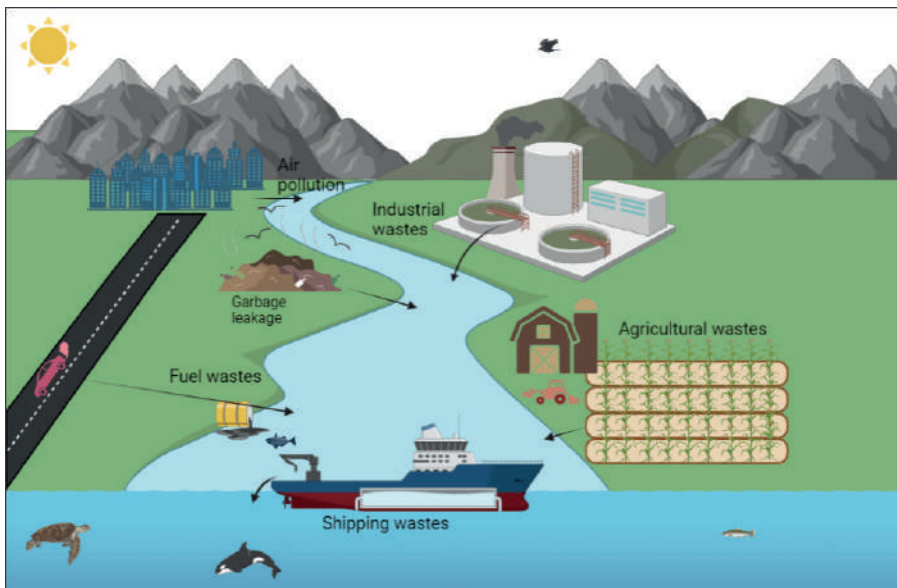 Air
pollution
Industrial
wastes
Garbage
leakage
Agricultural wastes
Fuel wastes
Shipping wastes